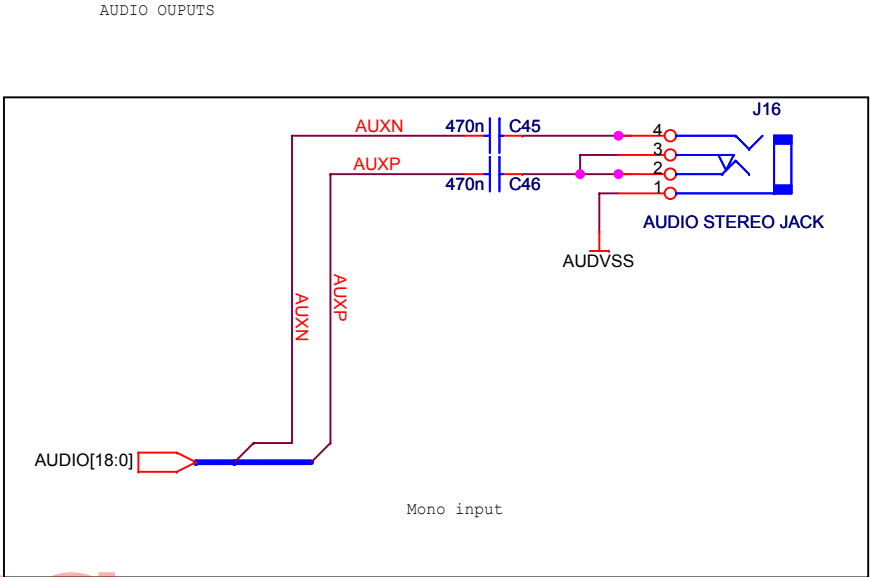 AUDIO OUPUTS
J16
AUXN 470n C45 4
3
AUXP 2
470n C46 1
AUDIO STEREO JACK
AUDVSS
AUXN AUXP
AUDIO[18:0]
Mono input